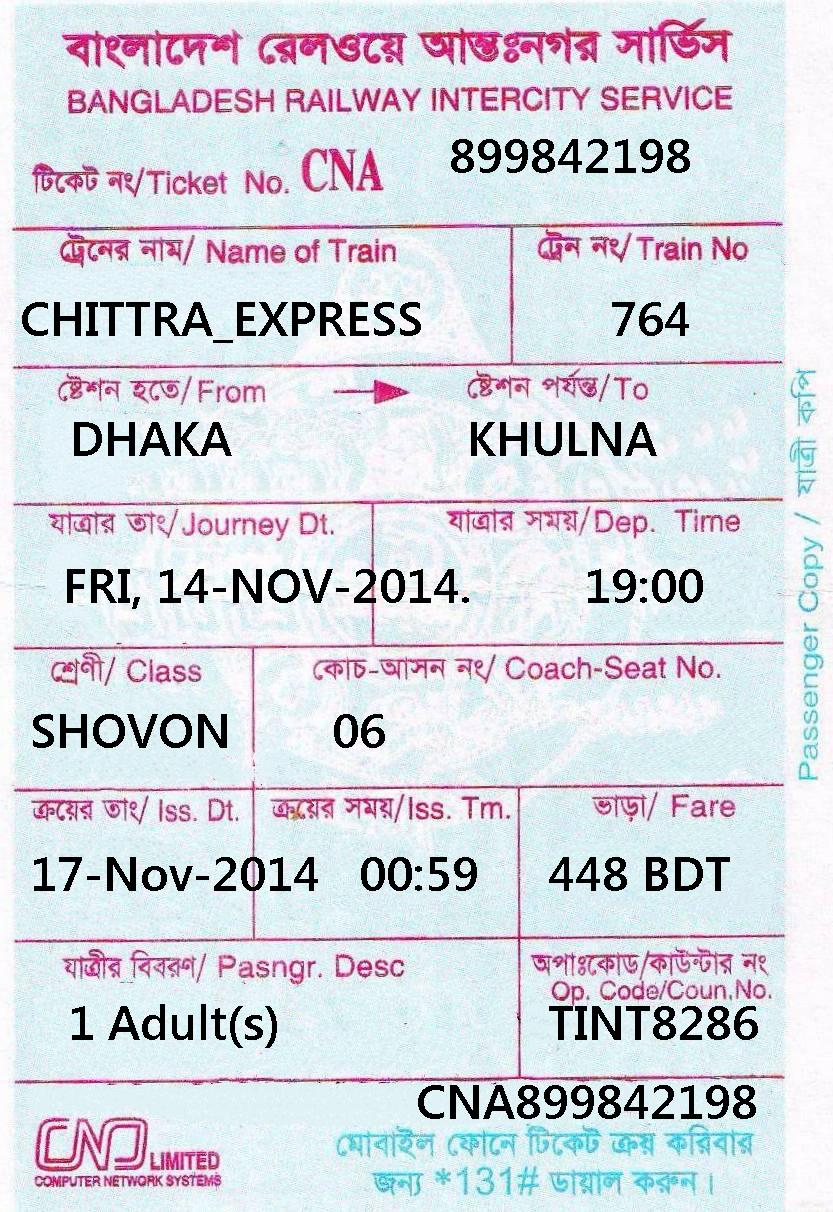 বাংলাদেশ রেলওয়ে আন্তঃনগর সার্ভিস
BANGLADESH RAILWAY INTERCITY SERVICE
টিকেট নং/Ticket No. CNA 899842198
ট্রেনের নাম/ Name of Train ট্রেন নং/Train No
CHITTRA_EXPRESS 764
ষ্টেশন হতে/From ষ্টেশন পর্যন্ত/To
DHAKA KHULNA
যাত্রার তাং/Journey Dt. যাত্রার সময়/Dep. Time
FRI, 14-NOV-2014. 19:00
শ্রেণী/ Class কোচ-আসন নং/ Coach-Seat No.
SHOVON 06
ক্রয়ের তাং/ Iss. Dt. ক্রয়ের সময়/Iss. Tm. ভাড়া/ Fare
17-Nov-2014 00:59 448 BDT
যাত্রীর বিবরণ/ Pasngr. Desc অপাঃকোড/কাউন্টার নং
Op. Code/Coun.No.
1 Adult(s) TINT8286
CNA899842198
CNS LIMITED
COMPUTER NETWORK SYSTEMS
মোবাইল ফোনে টিকেট ক্রয় করিবার
জন্য *131# ডায়াল করুন।
Passenger Copy / যাত্রী কপি